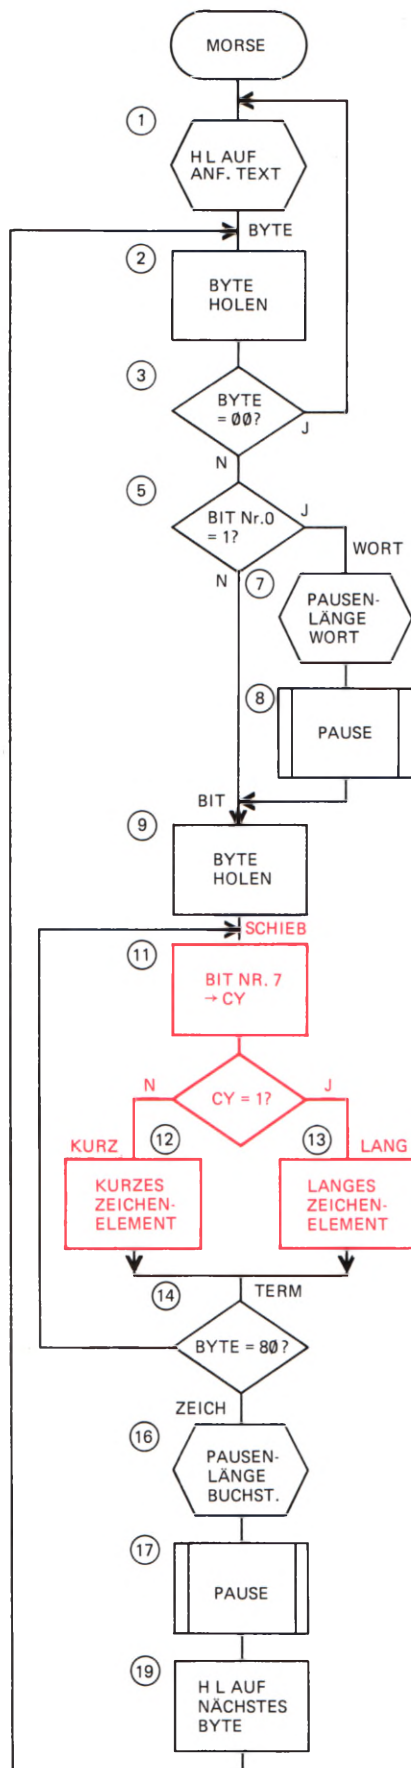 MORSE
1
H L AUF
ANF. TEXT
BYTE
2
BYTE
HOLEN
3
BYTE
= 00?
J
N
5
BIT Nr.0
= 1?
J
N
7
WORT
PAUSEN-
LÄNGE
WORT
8
PAUSE
BIT
9
BYTE
HOLEN
SCHIEB
11
BIT NR. 7
→ CY
N
CY = 1?
J
KURZ
12
13
LANG
KURZES
ZEICHEN-
ELEMENT
LANGES
ZEICHEN-
ELEMENT
14
TERM
BYTE = 80?
ZEICH
16
PAUSEN-
LÄNGE
BUCHST.
17
PAUSE
19
H L AUF
NÄCHSTES
BYTE